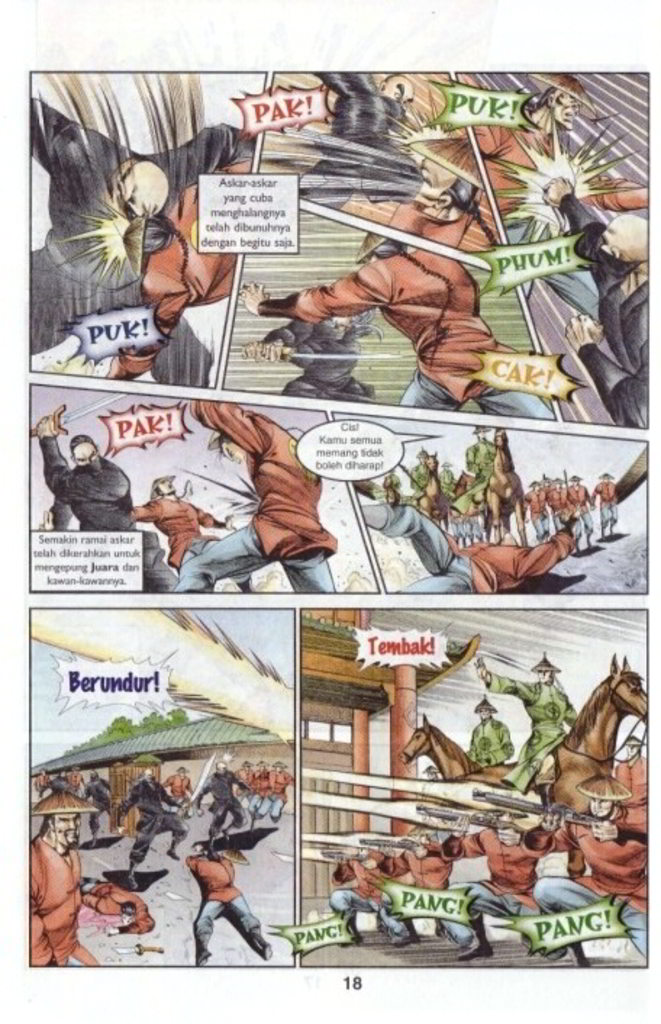 PAK!
PUK!
Askar-askar
yang cuba
menghalangnya
telah dibunuhnya
dengan begitu saja.
PHUM!
PUK!
CAK!
PAK!
Cis!
Kamu semua
memang tidak
boleh diharap!
Semakin ramai askar
telah dikerahkan untuk
mengepung Juara dan
kawan-kawannya.
Berundur!
Tembak!
PANG!
PANG!
PANG!
18